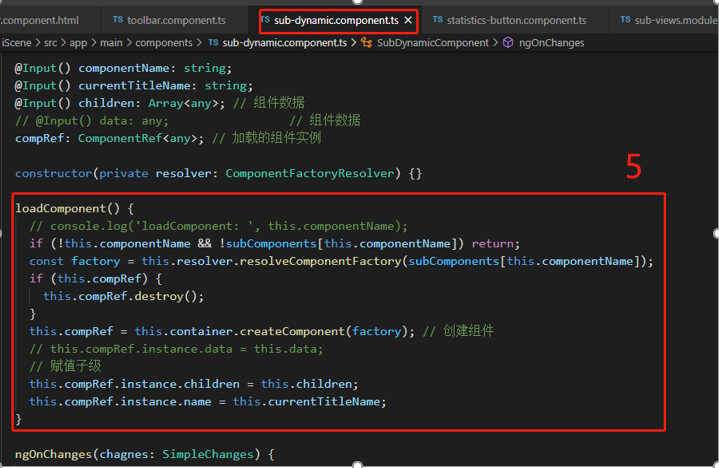 .component.html TS toolbar.component.ts TS sub-dynamic.component.ts × TS statistics-button.component.ts TS sub-views.module
iScene > src > app > main > components > TS sub-dynamic.component.ts > SubDynamicComponent > ngOnChanges
@Input() componentName: string;
@Input() currentTitleName: string;
@Input() children: Array<any>; // 组件数据
// @Input() data: any; // 组件数据
compRef: ComponentRef<any>; // 加载的组件实例
constructor(private resolver: ComponentFactoryResolver) {}
5
loadComponent() {
// console.log('loadComponent: ', this.componentName);
if (!this.componentName && !subComponents[this.componentName]) return;
const factory = this.resolver.resolveComponentFactory(subComponents[this.componentName]);
if (this.compRef) {
this.compRef.destroy();
}
this.compRef = this.container.createComponent(factory); // 创建组件
// this.compRef.instance.data = this.data;
// 赋值子级
this.compRef.instance.children = this.children;
this.compRef.instance.name = this.currentTitleName;
}
ngOnChanges(chagnes: SimpleChanges) {